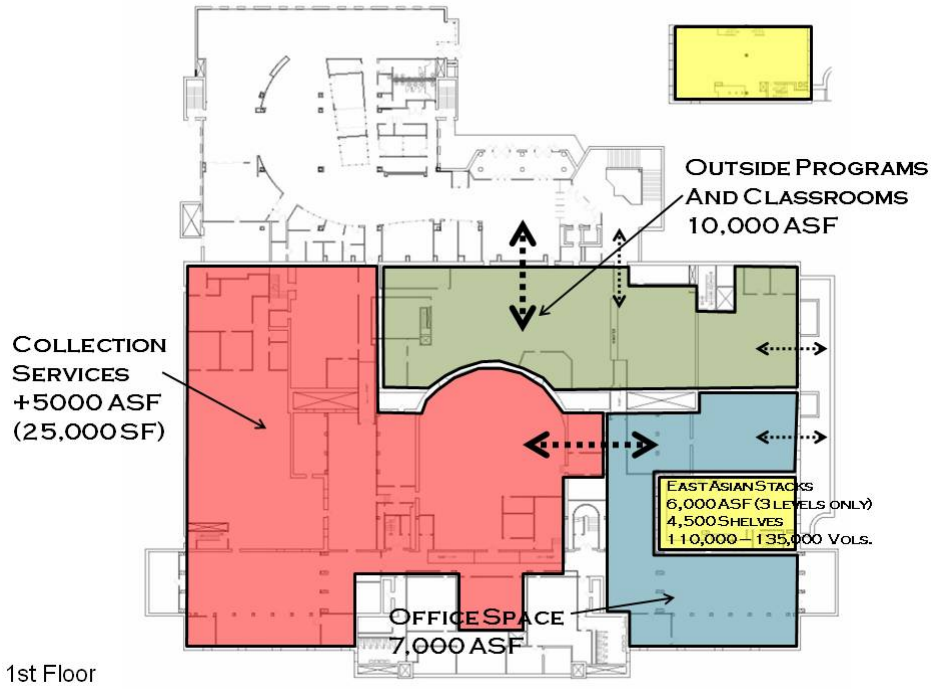 OUTSIDE PROGRAMS
AND CLASSROOMS
10,000 ASF
COLLECTION
SERVICES
+5000 ASF
(25,000 SF)
EAST ASIAN STACKS
6,000 ASF (3 LEVELS ONLY)
4,500 SHELVES
110,000 – 135,000 VOLS.
OFFICE SPACE
7,000 ASF
1st Floor